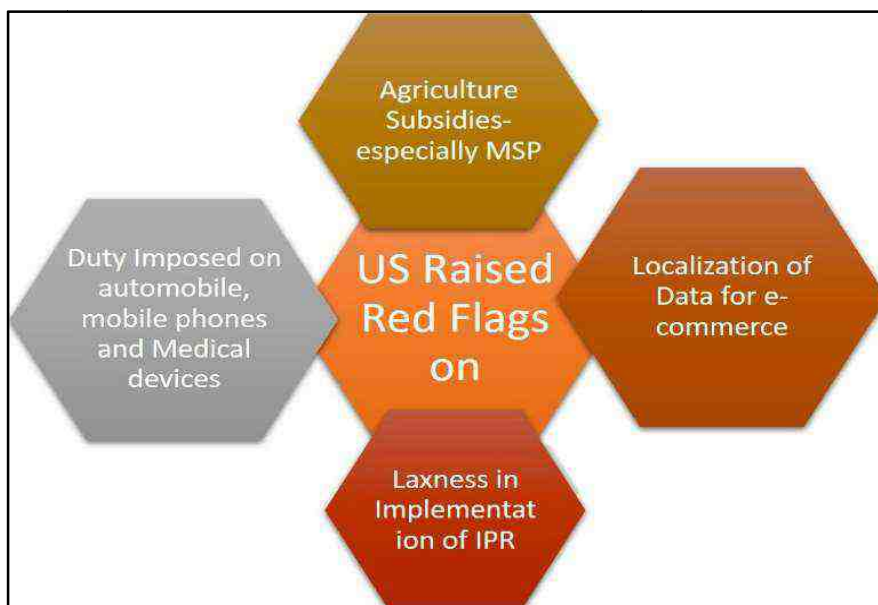 Agriculture
Subsidies-
especially MSP
Duty Imposed on
automobile,
mobile phones
and Medical
devices
US Raised
Red Flags
on
Localization of
Data for e-
commerce
Laxness in
Implementat
ion of IPR